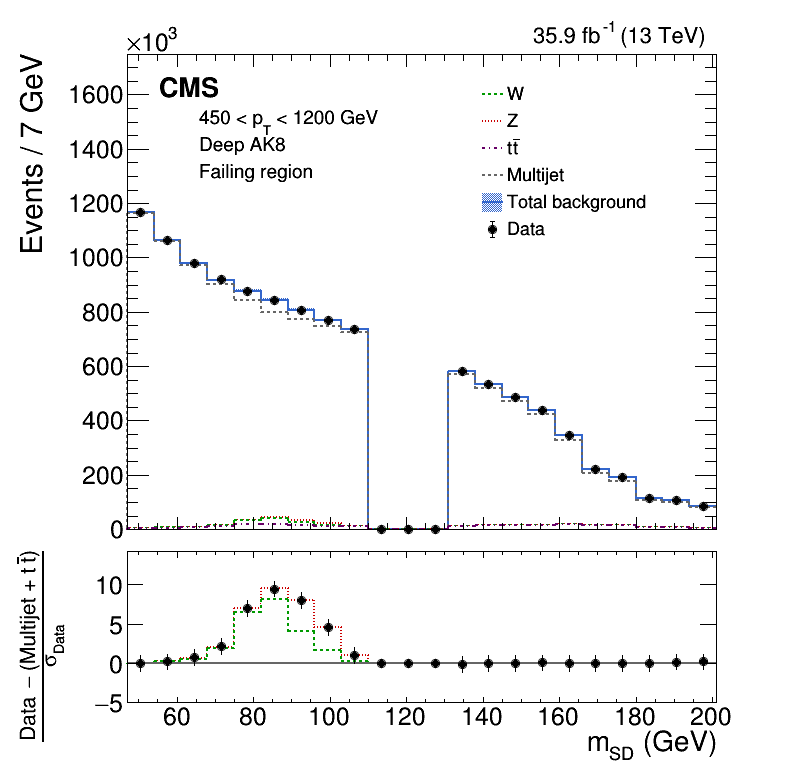 ×10³
35.9 fb⁻¹ (13 TeV)
CMS
450 < p_T < 1200 GeV
Deep AK8
Failing region
W
Z
tt̄
Multijet
Total background
Data
Events / 7 GeV
1600
1400
1200
1000
800
600
400
200
0
Data − (Multijet + tt̄)
σ_Data
10
5
0
−5
60 80 100 120 140 160 180 200
m_SD (GeV)